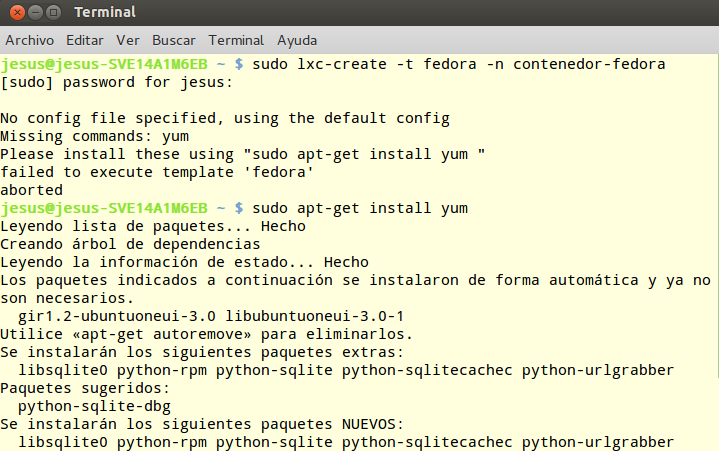 Terminal
Archivo Editar Ver Buscar Terminal Ayuda
jesus@jesus-SVE14A1M6EB ~ $ sudo lxc-create -t fedora -n contenedor-fedora
[sudo] password for jesus:
No config file specified, using the default config
Missing commands: yum
Please install these using "sudo apt-get install yum "
failed to execute template 'fedora'
aborted
jesus@jesus-SVE14A1M6EB ~ $ sudo apt-get install yum
Leyendo lista de paquetes... Hecho
Creando árbol de dependencias
Leyendo la información de estado... Hecho
Los paquetes indicados a continuación se instalaron de forma automática y ya no
son necesarios.
gir1.2-ubuntuoneui-3.0 libubuntuoneui-3.0-1
Utilice «apt-get autoremove» para eliminarlos.
Se instalarán los siguientes paquetes extras:
libsqlite0 python-rpm python-sqlite python-sqlitecachec python-urlgrabber
Paquetes sugeridos:
python-sqlite-dbg
Se instalarán los siguientes paquetes NUEVOS:
libsqlite0 python-rpm python-sqlite python-sqlitecachec python-urlgrabber